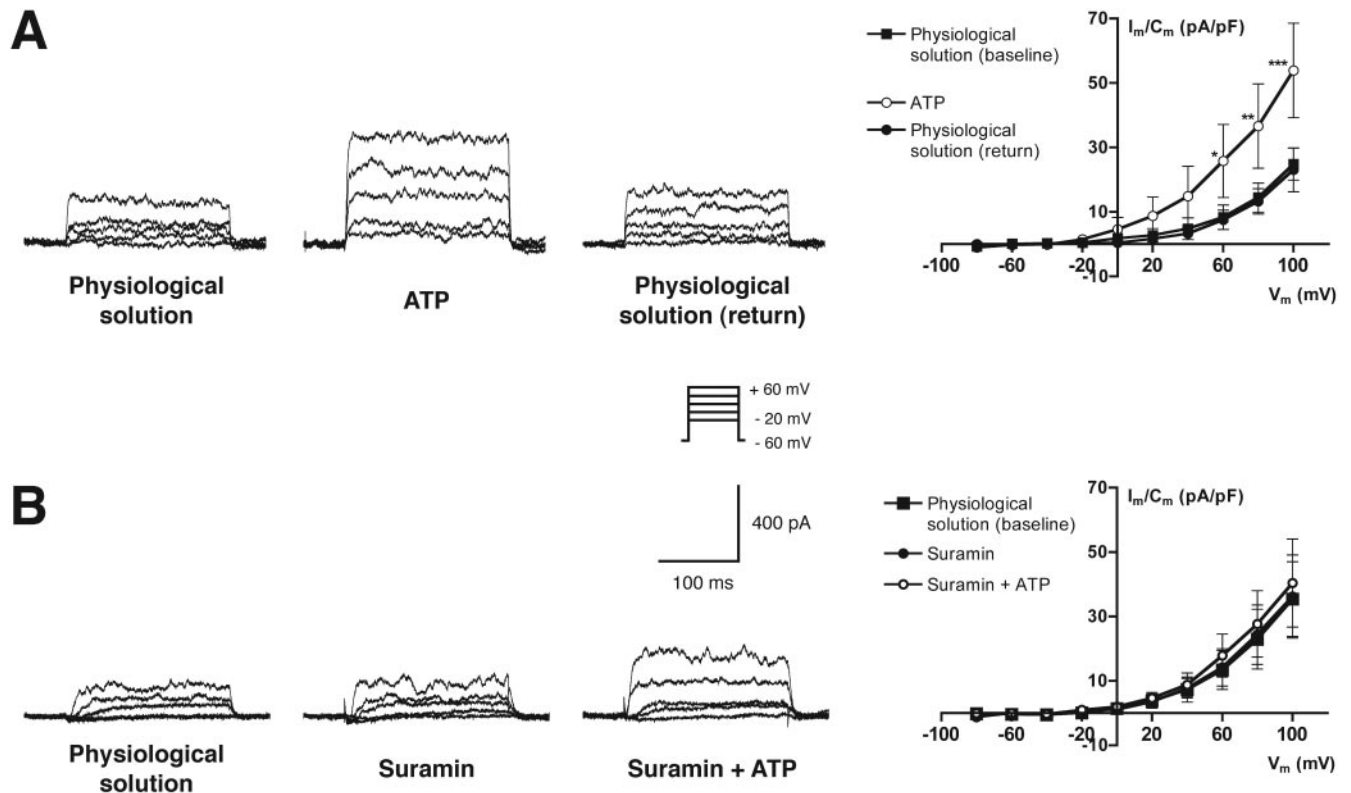 A
Physiological
solution
ATP
Physiological
solution (return)
Physiological
solution (baseline)
ATP
Physiological
solution (return)
Im/Cm (pA/pF)
70
50
30
10
-10
-100
-60
-20
20
60
100
*
**
***
Vm (mV)
+ 60 mV
- 20 mV
- 60 mV
400 pA
100 ms
B
Physiological
solution
Suramin
Suramin + ATP
Physiological
solution (baseline)
Suramin
Suramin + ATP
Im/Cm (pA/pF)
70
50
30
10
-10
-100
-60
-20
20
60
100
Vm (mV)